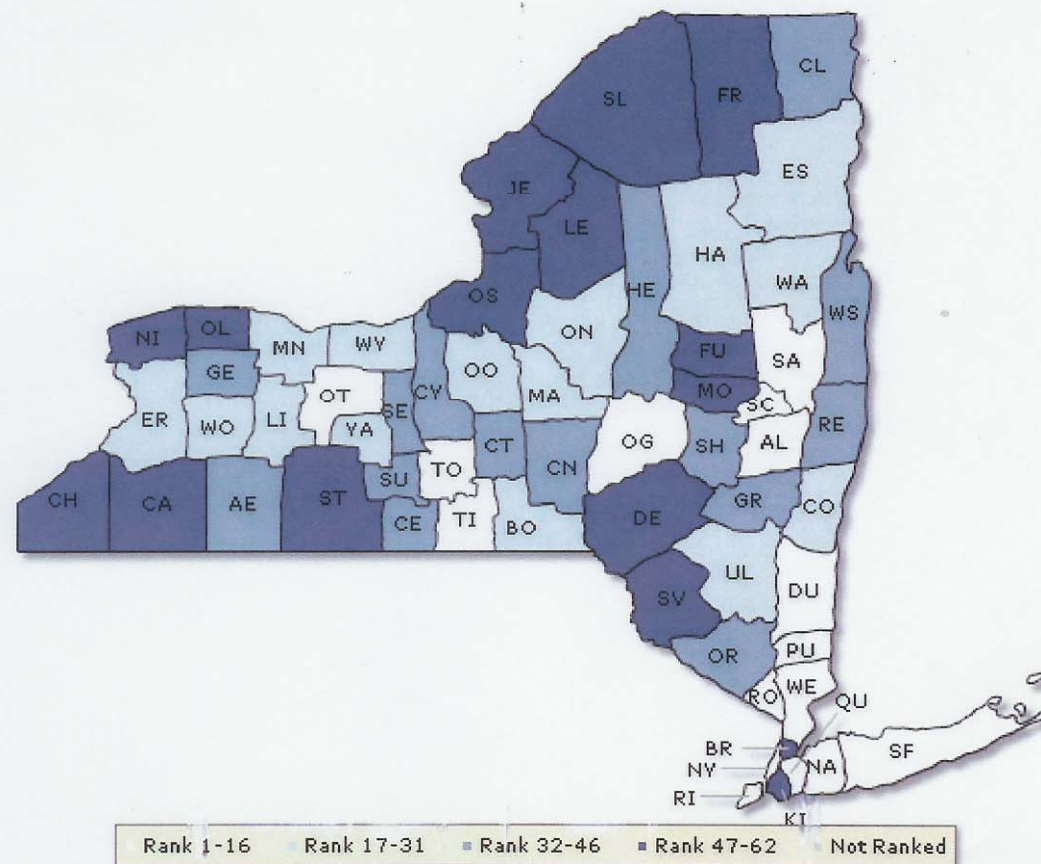 CL
SL
FR
ES
JE
LE
HA
WA
OS
HE
WS
NI
OL
MN
WY
ON
FU
SA
GE
OT
OO
MO
CY
MA
SC
ER
WO
LI
YA
SE
OG
AL
RE
CT
SH
TO
CN
SU
CH
CA
AE
ST
GR
CO
CE
TI
BO
DE
UL
DU
SV
OR
PU
RO
WE
QU
BR
NY
NA
SF
RI
KI
Rank 1-16 Rank 17-31 Rank 32-46 Rank 47-62 Not Ranked